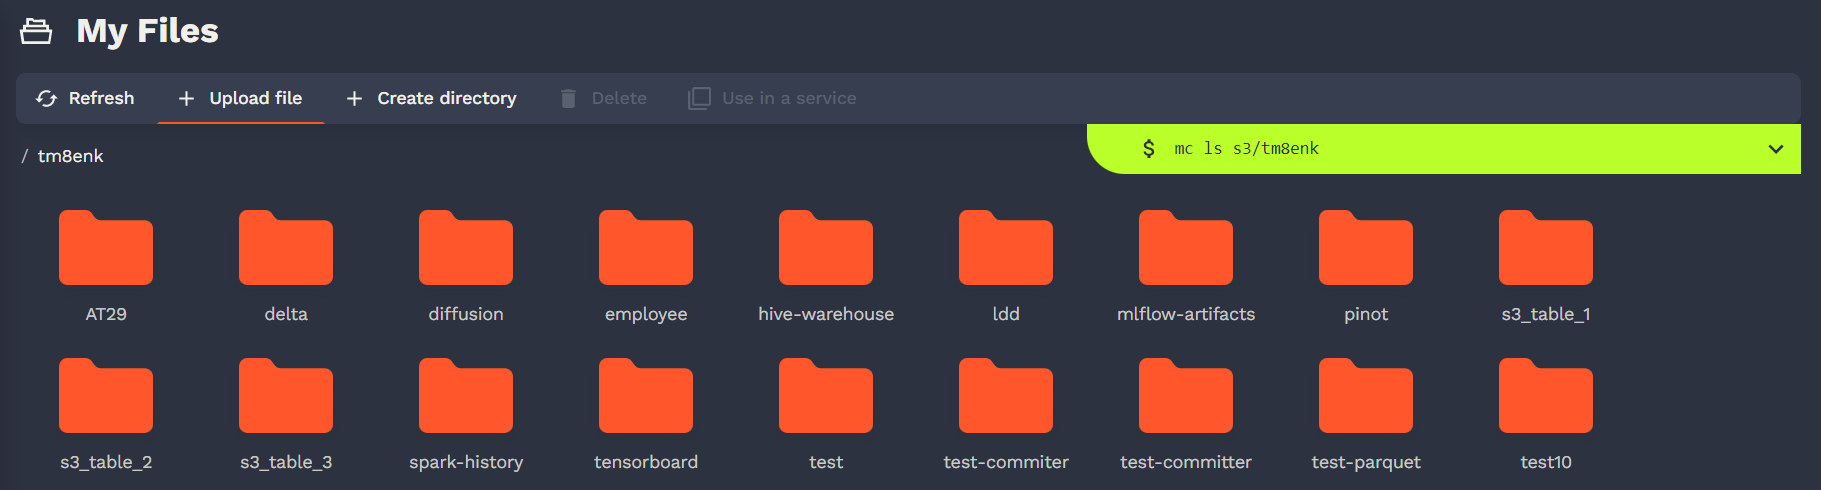 My Files
Refresh Upload file Create directory Delete Use in a service
/ tm8enk
$ mc ls s3/tm8enk
AT29 delta diffusion employee hive-warehouse ldd mlflow-artifacts pinot s3_table_1
s3_table_2 s3_table_3 spark-history tensorboard test test-commiter test-committer test-parquet test10